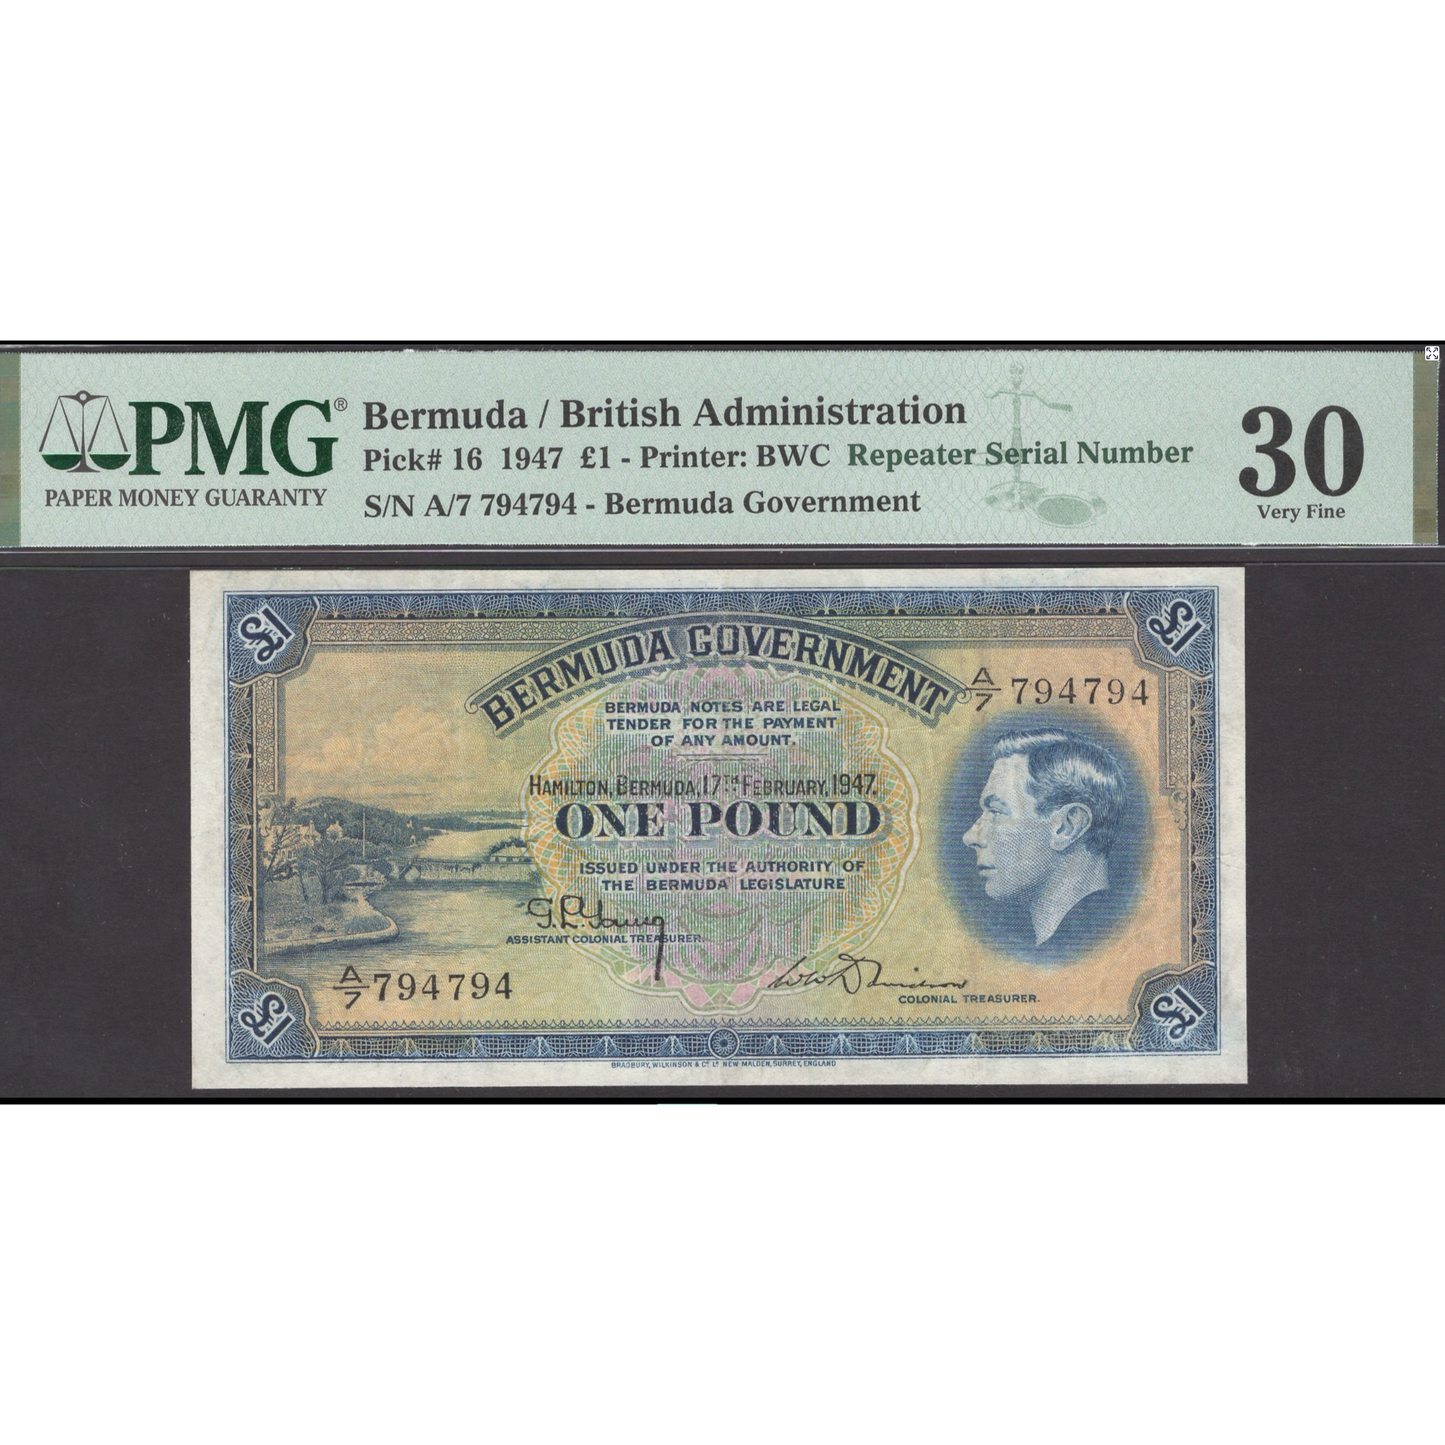 PMG®
PAPER MONEY GUARANTY
Bermuda / British Administration
Pick# 16 1947 £1 - Printer: BWC Repeater Serial Number
S/N A/7 794794 - Bermuda Government
30
Very Fine
£1
£1
BERMUDA GOVERNMENT
A/7 794794
BERMUDA NOTES ARE LEGAL
TENDER FOR THE PAYMENT
OF ANY AMOUNT.
HAMILTON, BERMUDA, 17TH FEBRUARY, 1947.
ONE POUND
ISSUED UNDER THE AUTHORITY OF
THE BERMUDA LEGISLATURE
G.L. Young
ASSISTANT COLONIAL TREASURER.
A/7 794794
COLONIAL TREASURER.
£1
£1
BRADBURY, WILKINSON & Co. Ld. NEW MALDEN, SURREY, ENGLAND